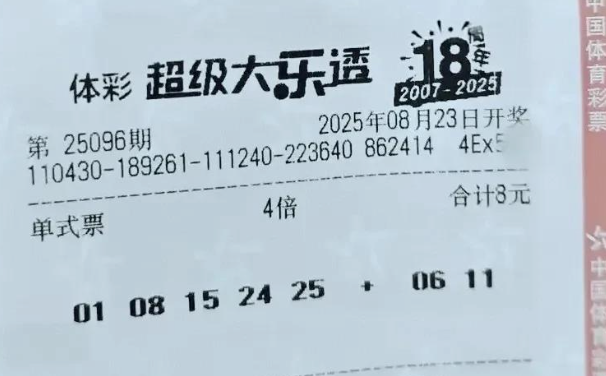 体彩 超级大乐透 18周年
2007-2025
第 25096期 2025年08月23日开奖
110430-189261-111240-223640 862414 4Ex
单式票 4倍 合计8元
01 08 15 24 25 + 06 11
中国体育彩票
中国体育彩